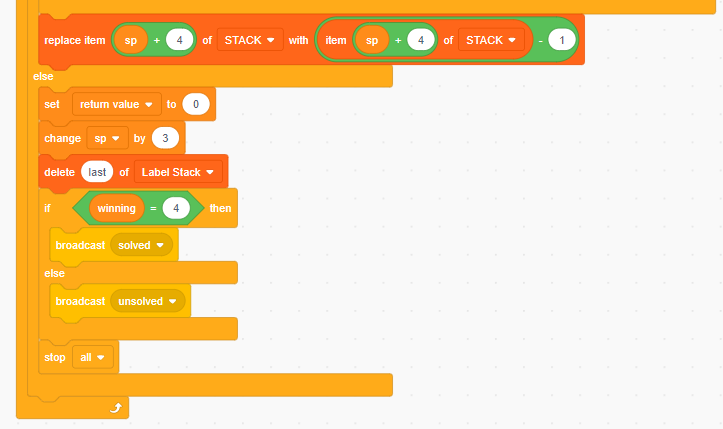 replace item sp + 4 of STACK with item sp + 4 of STACK - 1
else
set return value to 0
change sp by 3
delete last of Label Stack
if winning = 4 then
broadcast solved
else
broadcast unsolved
stop all